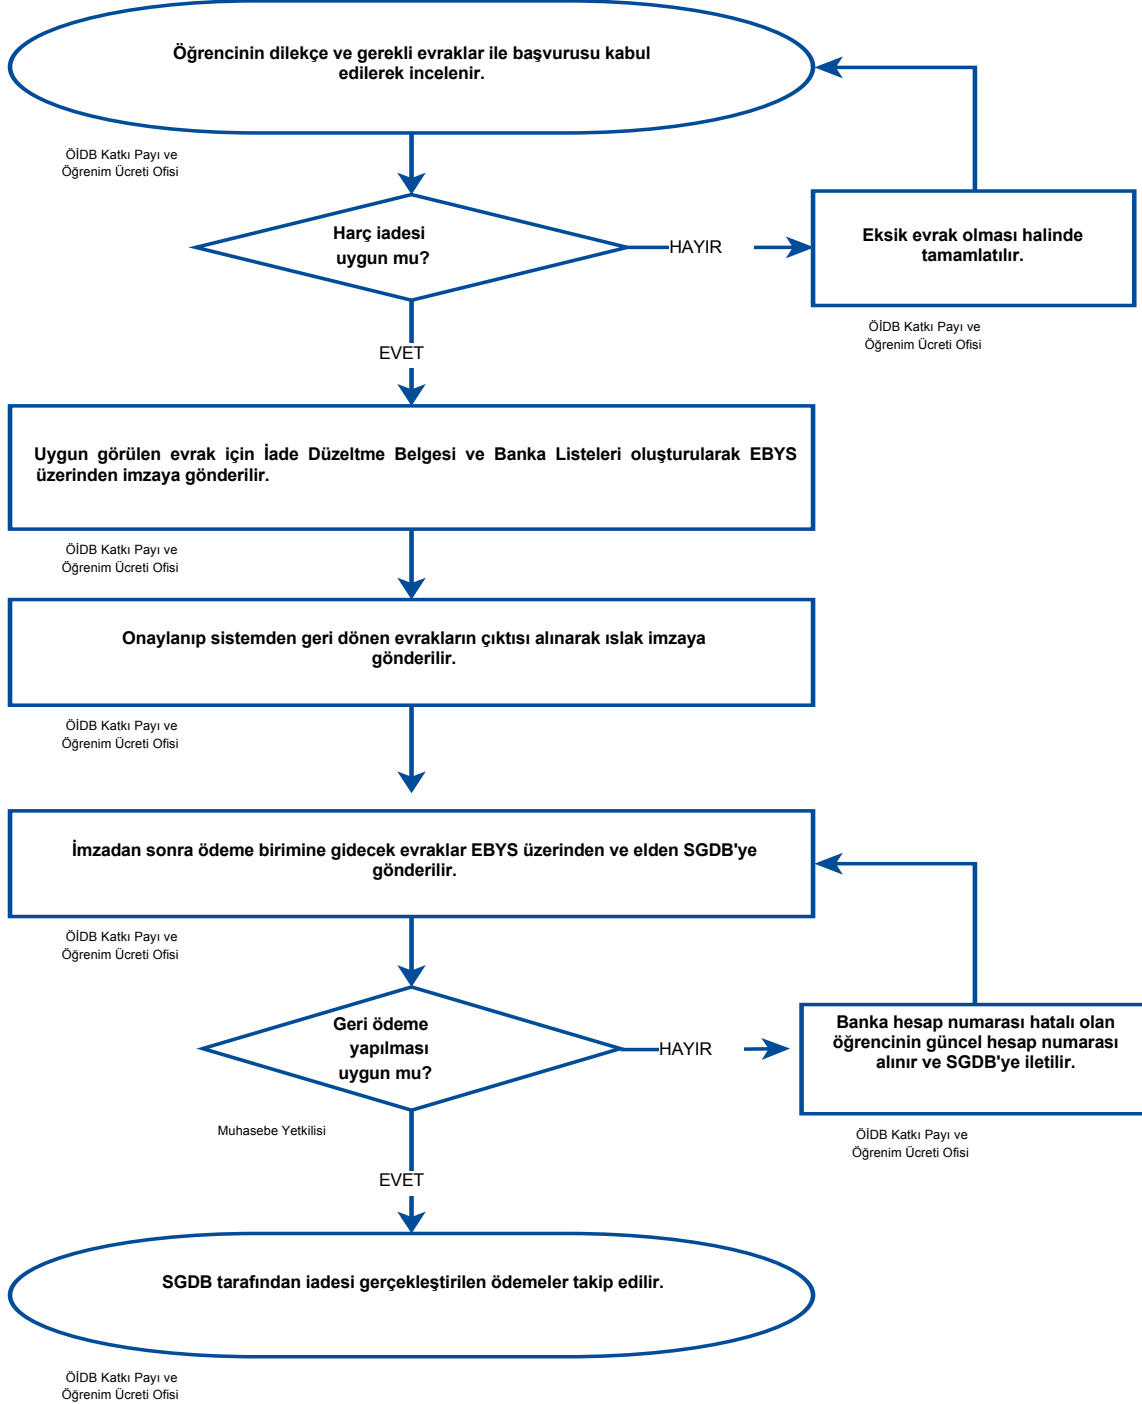 Öğrencinin dilekçe ve gerekli evraklar ile başvurusu kabul
edilerek incelenir.
ÖİDB Katkı Payı ve
Öğrenim Ücreti Ofisi
Harç iadesi
uygun mu?
HAYIR
Eksik evrak olması halinde
tamamlatılır.
ÖİDB Katkı Payı ve
Öğrenim Ücreti Ofisi
EVET
Uygun görülen evrak için İade Düzeltme Belgesi ve Banka Listeleri oluşturularak EBYS
üzerinden imzaya gönderilir.
ÖİDB Katkı Payı ve
Öğrenim Ücreti Ofisi
Onaylanıp sistemden geri dönen evrakların çıktısı alınarak ıslak imzaya
gönderilir.
ÖİDB Katkı Payı ve
Öğrenim Ücreti Ofisi
İmzadan sonra ödeme birimine gidecek evraklar EBYS üzerinden ve elden SGDB'ye
gönderilir.
ÖİDB Katkı Payı ve
Öğrenim Ücreti Ofisi
Geri ödeme
yapılması
uygun mu?
HAYIR
Banka hesap numarası hatalı olan
öğrencinin güncel hesap numarası
alınır ve SGDB'ye iletilir.
Muhasebe Yetkilisi
ÖİDB Katkı Payı ve
Öğrenim Ücreti Ofisi
EVET
SGDB tarafından iadesi gerçekleştirilen ödemeler takip edilir.
ÖİDB Katkı Payı ve
Öğrenim Ücreti Ofisi